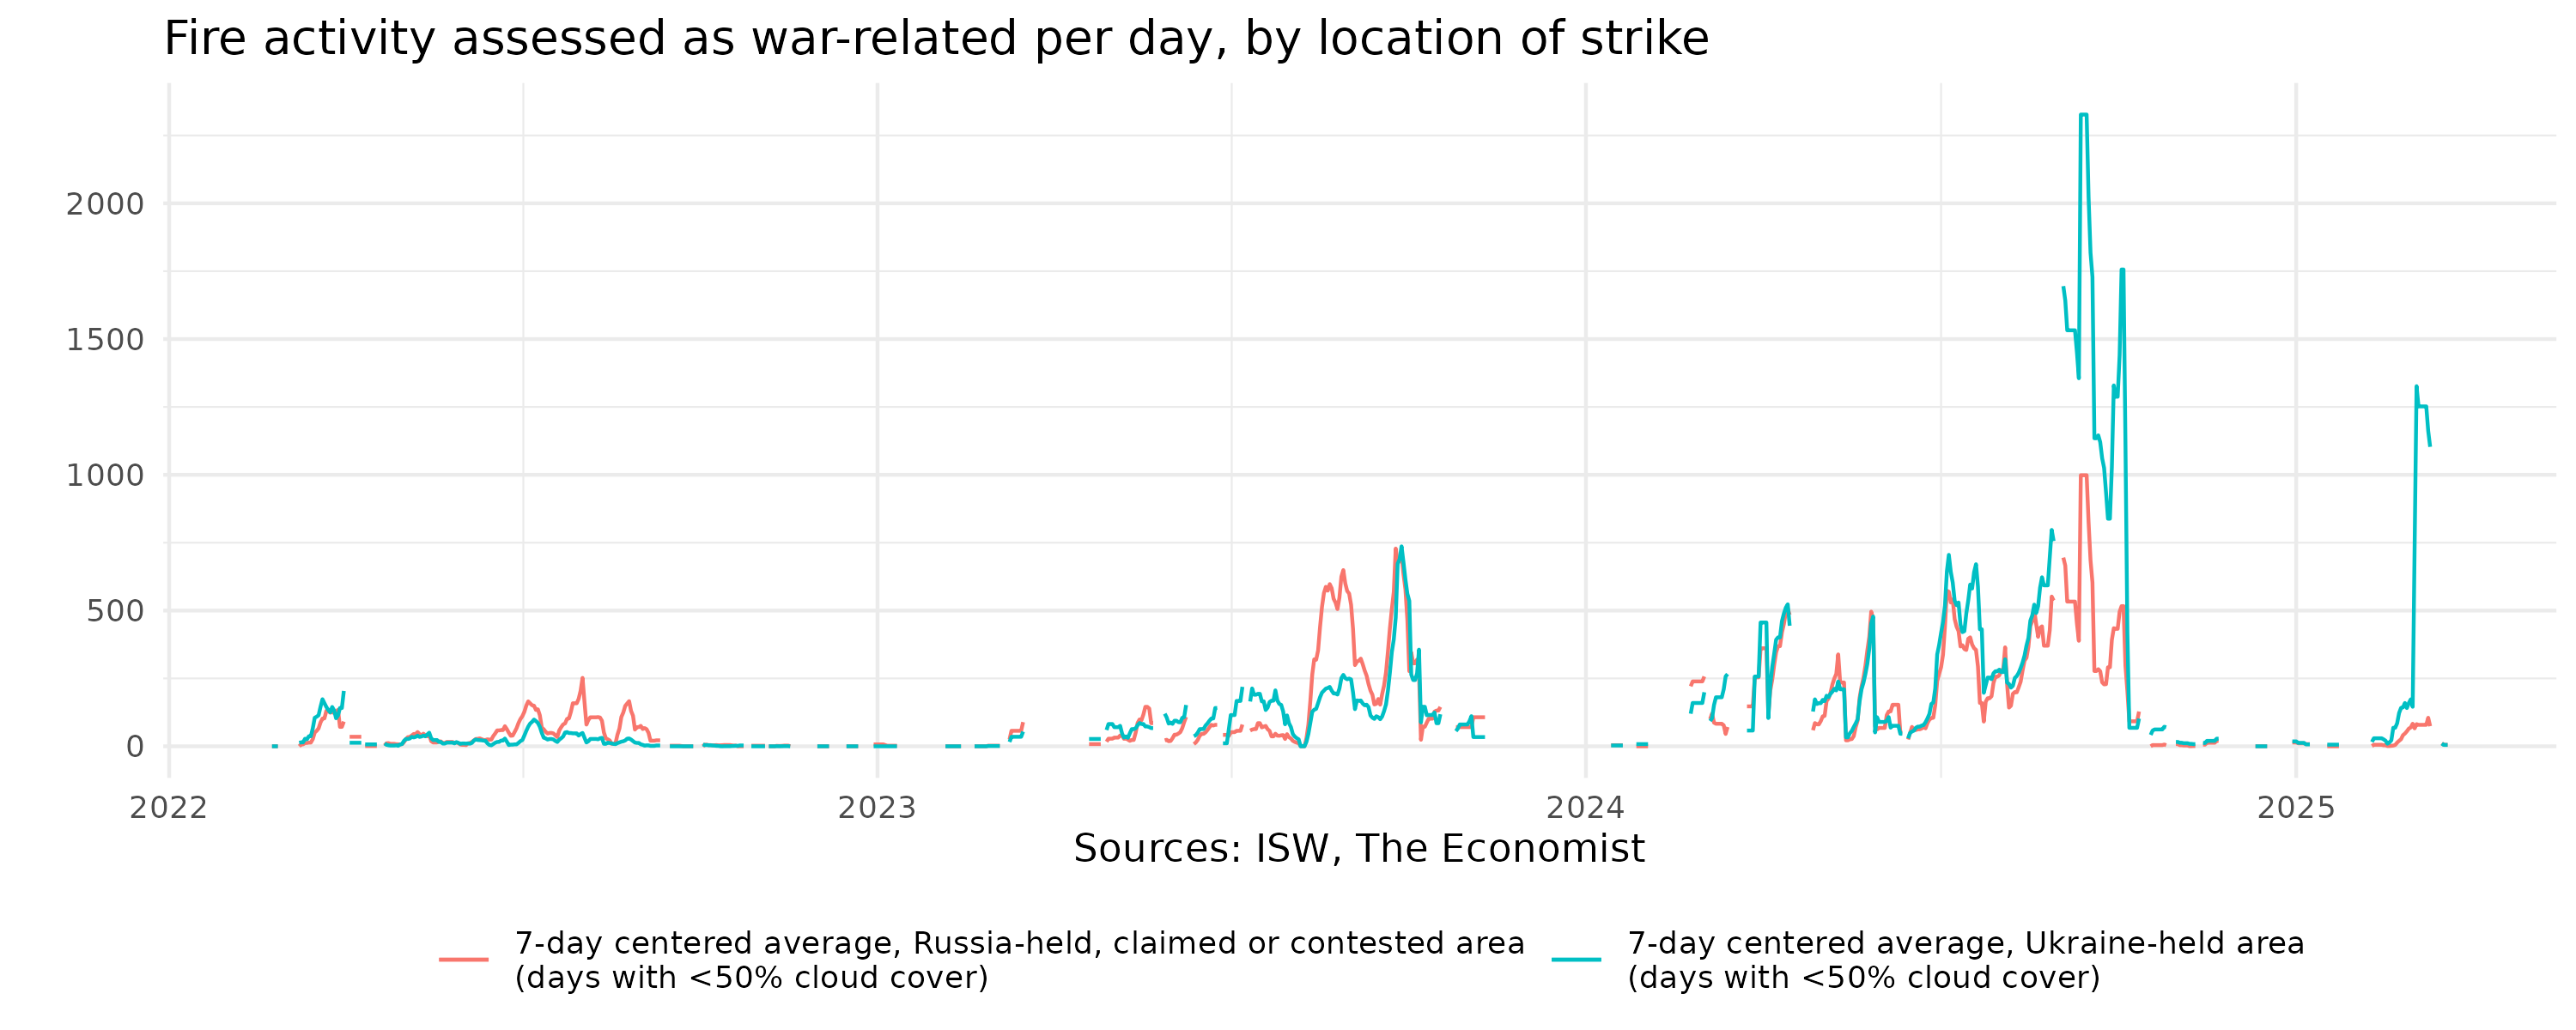 Fire activity assessed as war-related per day, by location of strike
2000
1500
1000
500
0
2022
2023
2024
2025
Sources: ISW, The Economist
7-day centered average, Russia-held, claimed or contested area
(days with <50% cloud cover)
7-day centered average, Ukraine-held area
(days with <50% cloud cover)